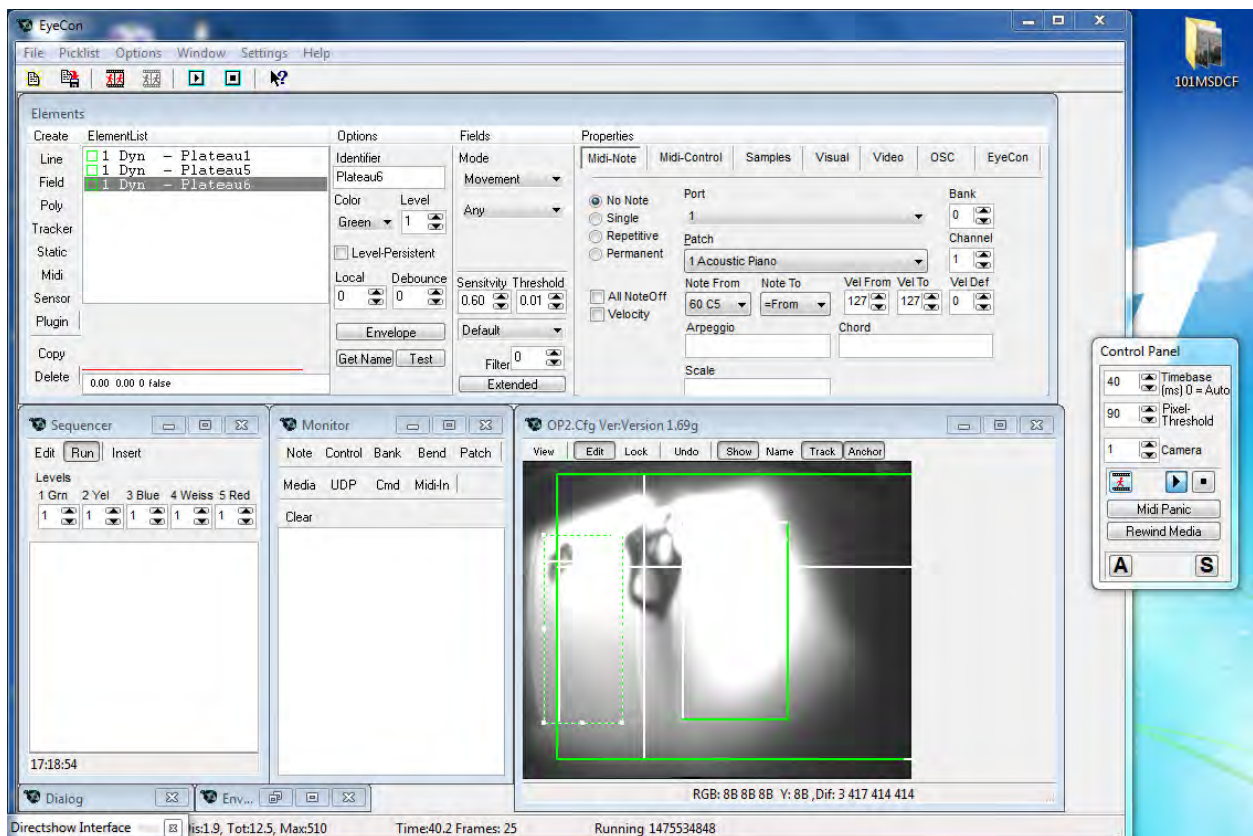 EyeCon
File Picklist Options Window Settings Help
101MSDCF
Elements
Create ElementList Options Fields Properties
Line
Field
Poly
Tracker
Static
Midi
Sensor
Plugin
Copy
Delete
1 Dyn - Plateau1
1 Dyn - Plateau5
1 Dyn - Plateau6
0.00 0.00 0 false
Identifier
Plateau6
Color Level
Green 1
Level-Persistent
Local Debounce
0 0
Envelope
Get Name Test
Mode
Movement
Any
Sensitivity Threshold
0.60 0.01
Default
Filter 0
Extended
Midi-Note Midi-Control Samples Visual Video OSC EyeCon
No Note
Single
Repetitive
Permanent
All NoteOff
Velocity
Port
1
Bank
0
Patch
1 Acoustic Piano
Channel
1
Note From Note To Vel From Vel To Vel Def
60 C5 =From 127 127 0
Arpeggio Chord
Scale
Control Panel
40 Timebase
(ms) 0 = Auto
90 Pixel-
Threshold
1 Camera
Midi Panic
Rewind Media
A S
Sequencer
Edit Run Insert
Levels
1 Grn 2 Yel 3 Blue 4 Weiss 5 Red
1 1 1 1 1
17:18:54
Monitor
Note Control Bank Bend Patch
Media UDP Cmd Midi-In
Clear
OP2.Cfg Ver:Version 1.69g
View Edit Lock Undo Show Name Track Anchor
RGB: 8B 8B 8B Y: 8B ,Dif: 3 417 414 414
Dialog
Env...
Directshow Interface
is:1.9, Tot:12.5, Max:510 Time:40.2 Frames: 25 Running 1475534848